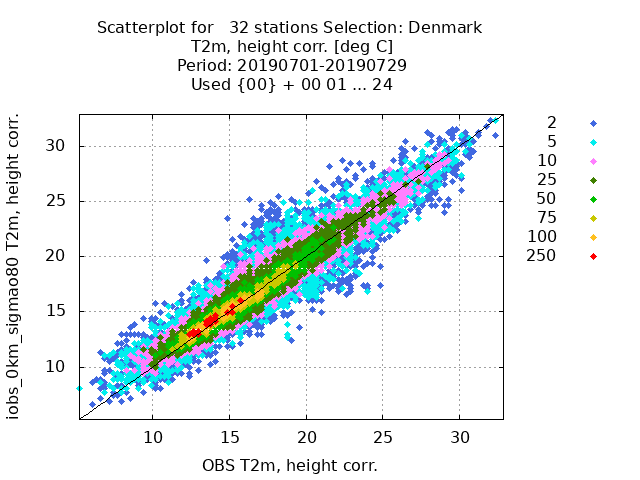 Scatterplot for   32 stations Selection: Denmark
T2m, height corr. [deg C]
Period: 20190701-20190729
Used {00} + 00 01 ... 24
iobs_0km_sigmao80 T2m, height corr.
30
25
20
15
10
10 15 20 25 30
OBS T2m, height corr.
2
5
10
25
50
75
100
250